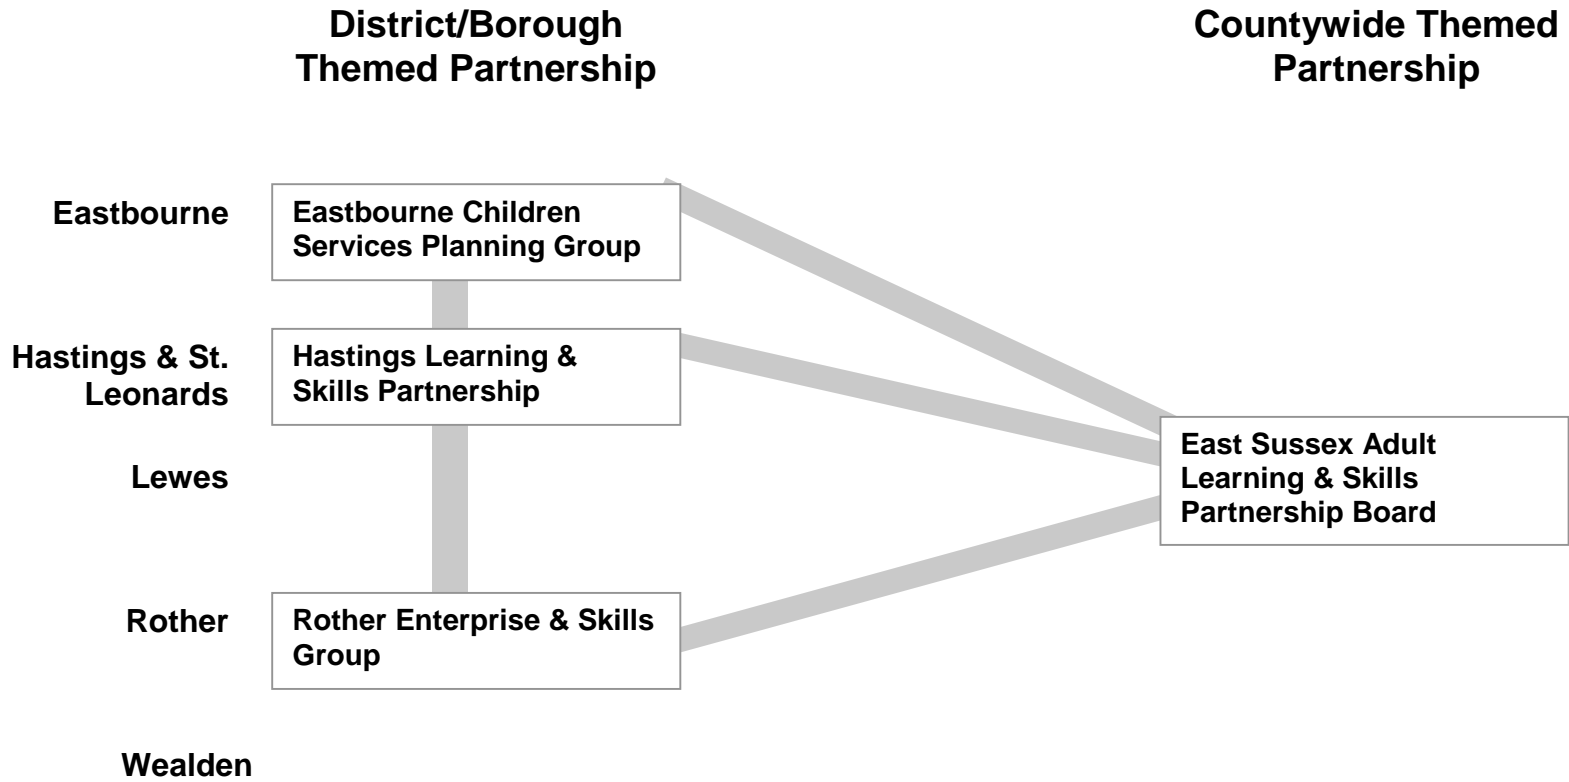 District/Borough
Themed Partnership
Countywide Themed
Partnership
Eastbourne
Eastbourne Children
Services Planning Group
Hastings & St.
Leonards
Hastings Learning &
Skills Partnership
Lewes
East Sussex Adult
Learning & Skills
Partnership Board
Rother
Rother Enterprise & Skills
Group
Wealden